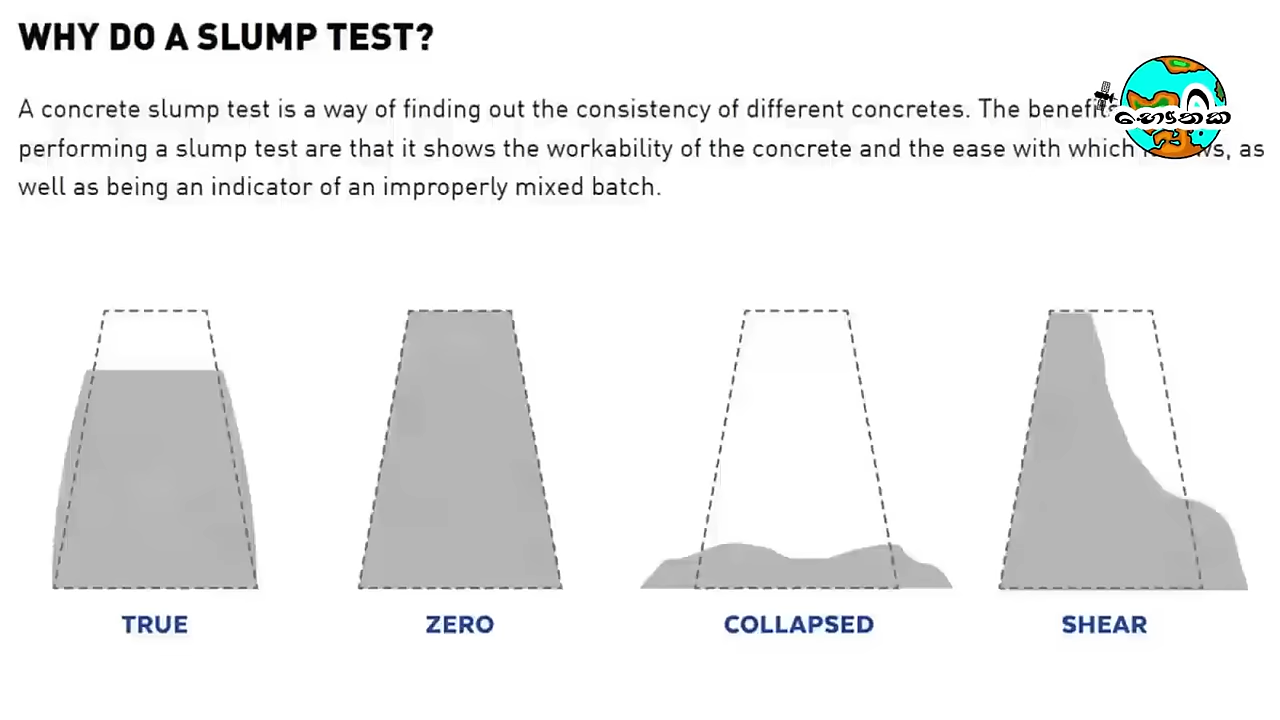 WHY DO A SLUMP TEST?
A concrete slump test is a way of finding out the consistency of different concretes. The benefits
භෞතික
performing a slump test are that it shows the workability of the concrete and the ease with which
, as
well as being an indicator of an improperly mixed batch.
TRUE
ZERO
COLLAPSED
SHEAR